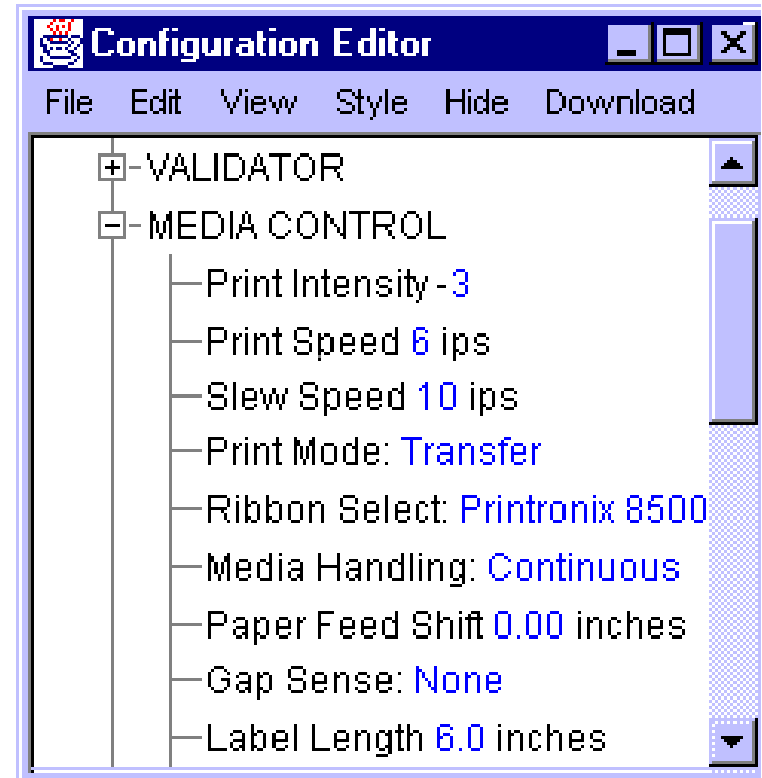 Configuration Editor
File Edit View Style Hide Download
VALIDATOR
MEDIA CONTROL
Print Intensity -3
Print Speed 6 ips
Slew Speed 10 ips
Print Mode: Transfer
Ribbon Select: Printronix 8500
Media Handling: Continuous
Paper Feed Shift 0.00 inches
Gap Sense: None
Label Length 6.0 inches